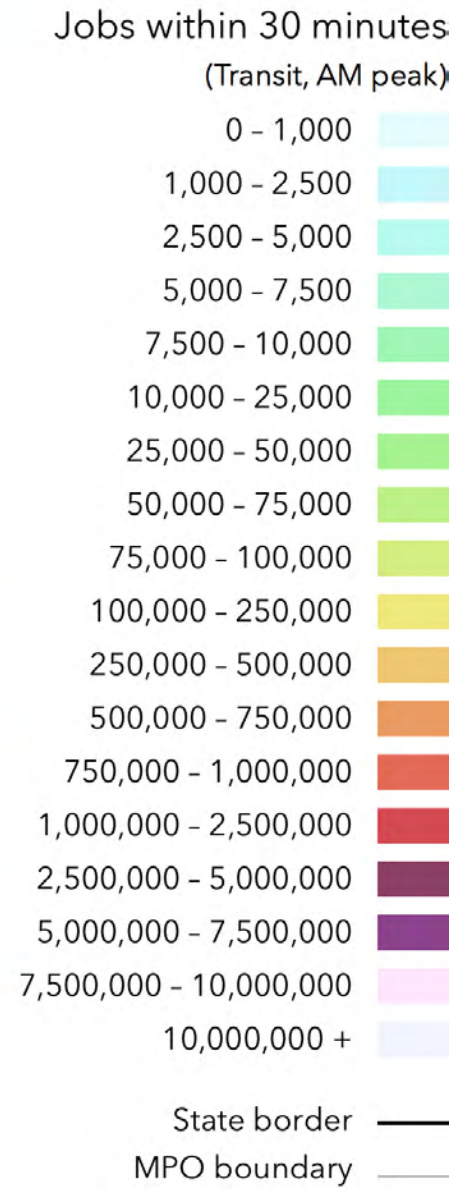 Jobs within 30 minutes
(Transit, AM peak)
0 – 1,000
1,000 – 2,500
2,500 – 5,000
5,000 – 7,500
7,500 – 10,000
10,000 – 25,000
25,000 – 50,000
50,000 – 75,000
75,000 – 100,000
100,000 – 250,000
250,000 – 500,000
500,000 – 750,000
750,000 – 1,000,000
1,000,000 – 2,500,000
2,500,000 – 5,000,000
5,000,000 – 7,500,000
7,500,000 – 10,000,000
10,000,000 +
State border
MPO boundary